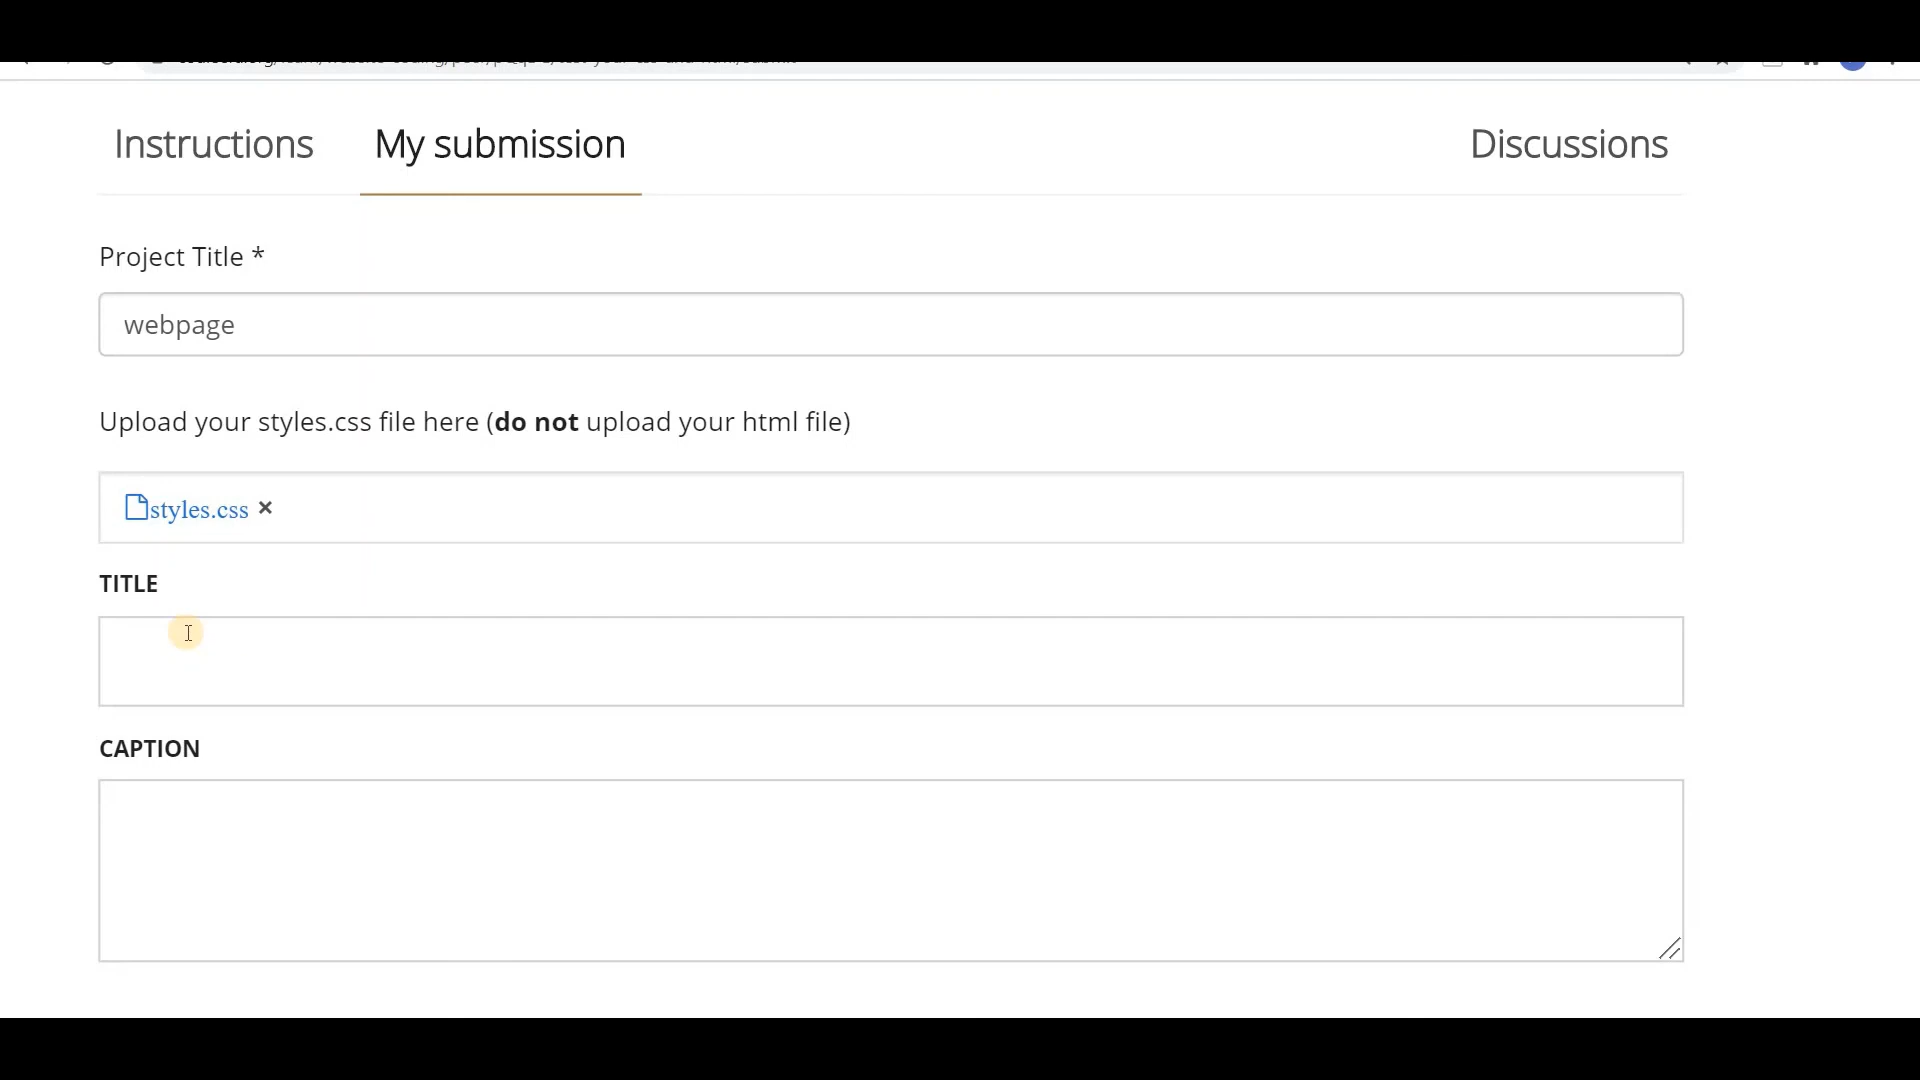 Instructions
My submission
Discussions
Project Title *
webpage
Upload your styles.css file here (do not upload your html file)
styles.css ×
TITLE
CAPTION